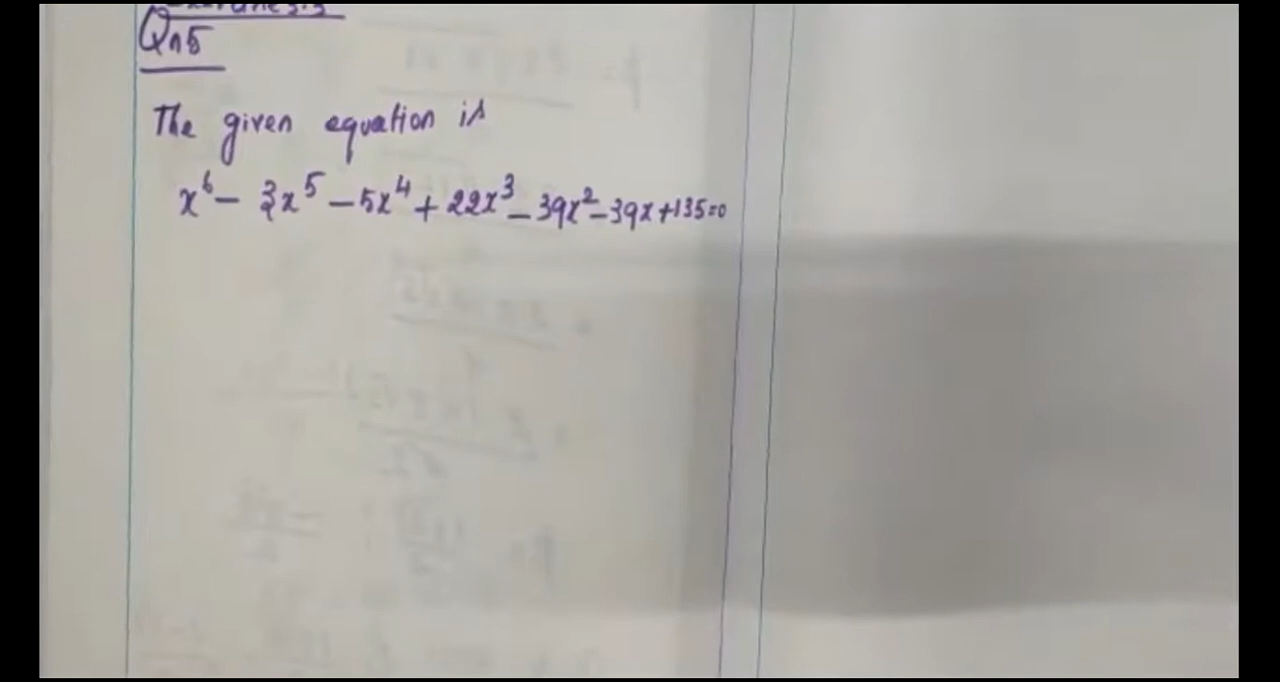 Qn5
The given equation is
x⁶ - 3x⁵ - 5x⁴ + 22x³ - 39x² - 39x + 135 = 0